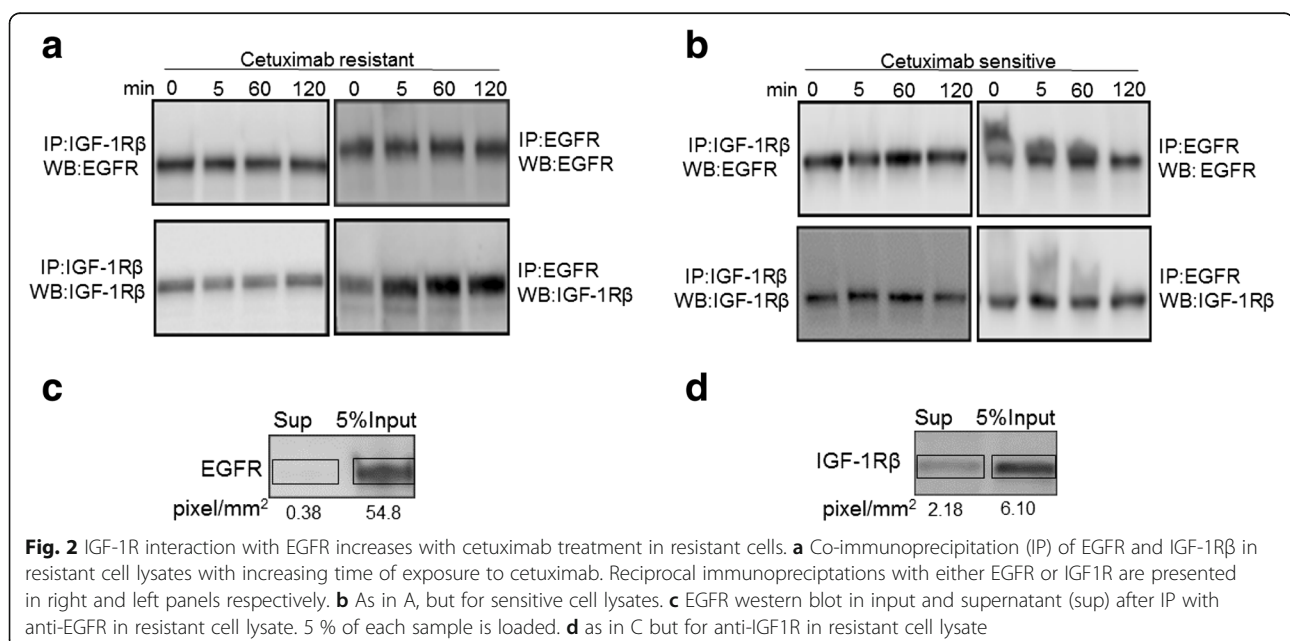 a
Cetuximab resistant
min 0 5 60 120 0 5 60 120
IP:IGF-1Rβ
WB:EGFR
IP:EGFR
WB:EGFR
IP:IGF-1Rβ
WB:IGF-1Rβ
IP:EGFR
WB:IGF-1Rβ
b
Cetuximab sensitive
min 0 5 60 120 0 5 60 120
IP:IGF-1Rβ
WB:EGFR
IP:EGFR
WB: EGFR
IP:IGF-1Rβ
WB:IGF-1Rβ
IP:EGFR
WB:IGF-1Rβ
c
Sup 5%Input
EGFR
pixel/mm² 0.38 54.8
d
Sup 5%Input
IGF-1Rβ
pixel/mm² 2.18 6.10
Fig. 2 IGF-1R interaction with EGFR increases with cetuximab treatment in resistant cells. a Co-immunoprecipitation (IP) of EGFR and IGF-1Rβ in
resistant cell lysates with increasing time of exposure to cetuximab. Reciprocal immunopreciptations with either EGFR or IGF1R are presented
in right and left panels respectively. b As in A, but for sensitive cell lysates. c EGFR western blot in input and supernatant (sup) after IP with
anti-EGFR in resistant cell lysate. 5 % of each sample is loaded. d as in C but for anti-IGF1R in resistant cell lysate